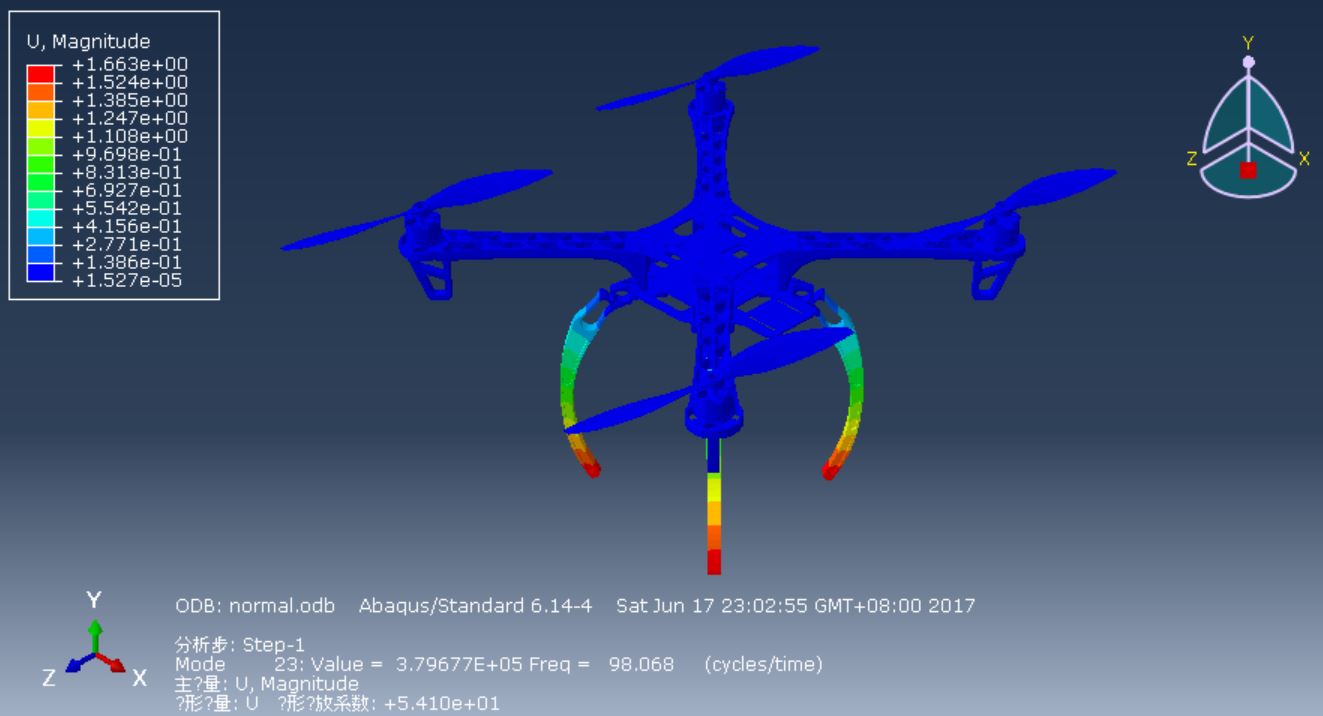 U, Magnitude
+1.663e+00
+1.524e+00
+1.385e+00
+1.247e+00
+1.108e+00
+9.698e-01
+8.313e-01
+6.927e-01
+5.542e-01
+4.156e-01
+2.771e-01
+1.386e-01
+1.527e-05
Y
Z
X
Y
Z
X
ODB: normal.odb Abaqus/Standard 6.14-4 Sat Jun 17 23:02:55 GMT+08:00 2017
分析步: Step-1
Mode 23: Value = 3.79677E+05 Freq = 98.068 (cycles/time)
主?量: U, Magnitude
?形?量: U ?形?放系数: +5.410e+01